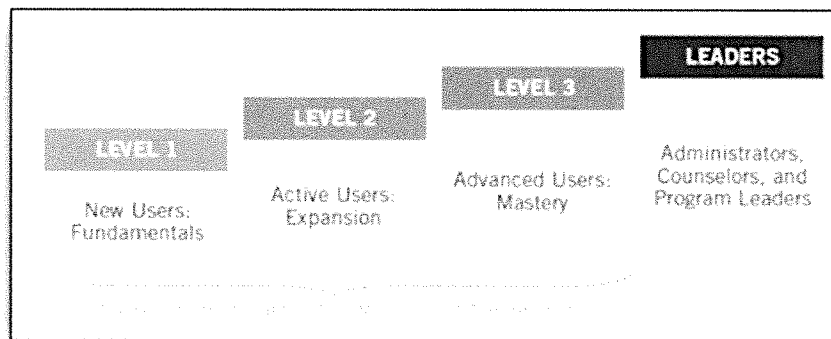 LEVEL 1
New Users:
Fundamentals
LEVEL 2
Active Users:
Expansion
LEVEL 3
Advanced Users:
Mastery
LEADERS
Administrators,
Counselors, and
Program Leaders